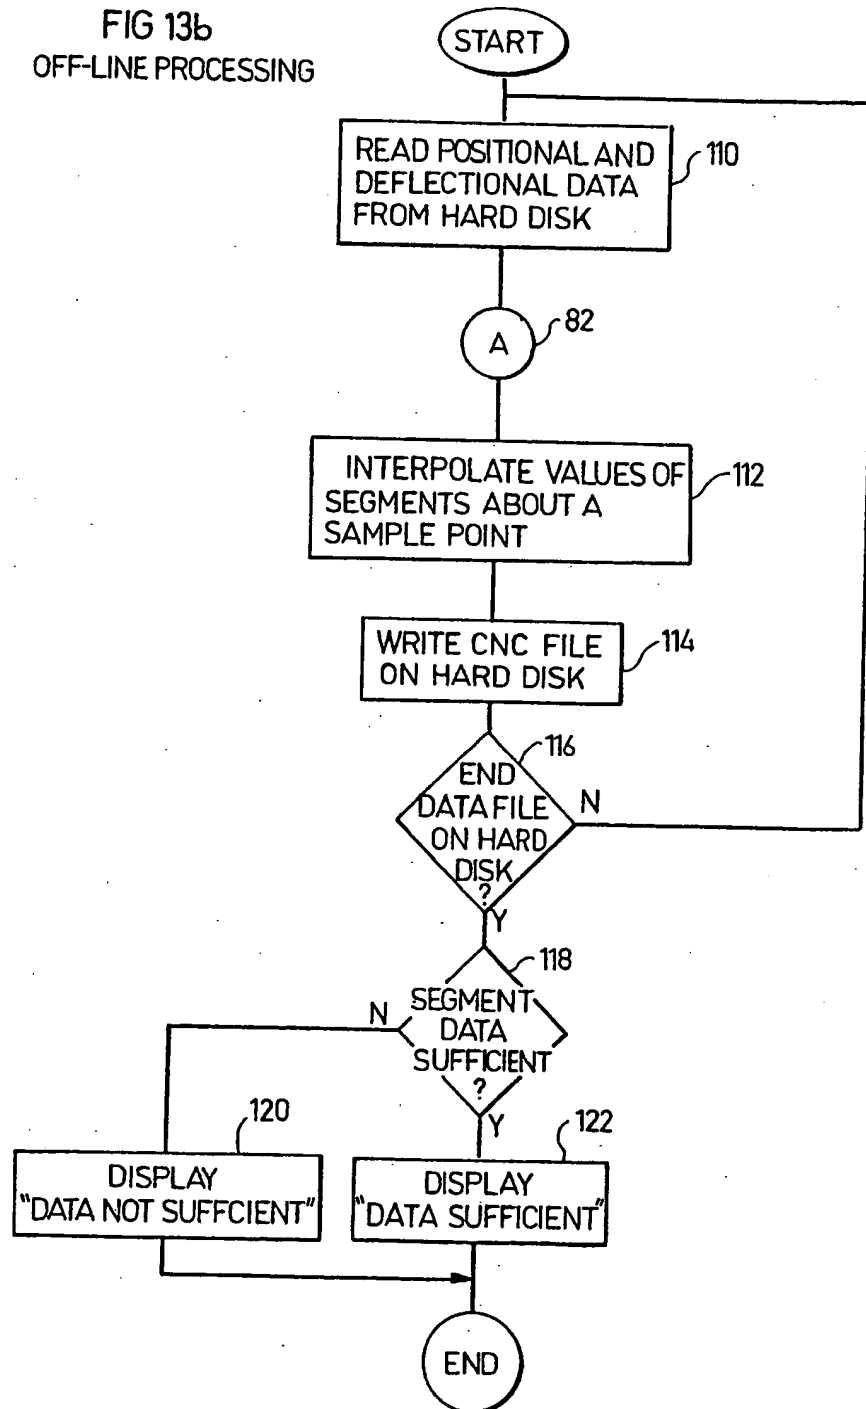 FIG 13b
OFF-LINE PROCESSING
START
READ POSITIONAL AND
DEFLECTIONAL DATA
FROM HARD DISK
110
A
82
INTERPOLATE VALUES OF
SEGMENTS ABOUT A
SAMPLE POINT
112
WRITE CNC FILE
ON HARD DISK
114
116
END
DATA FILE
ON HARD
DISK
?
N
Y
118
SEGMENT
DATA
SUFFICIENT
?
N
Y
120
DISPLAY
"DATA NOT SUFFCIENT"
122
DISPLAY
"DATA SUFFICIENT"
END